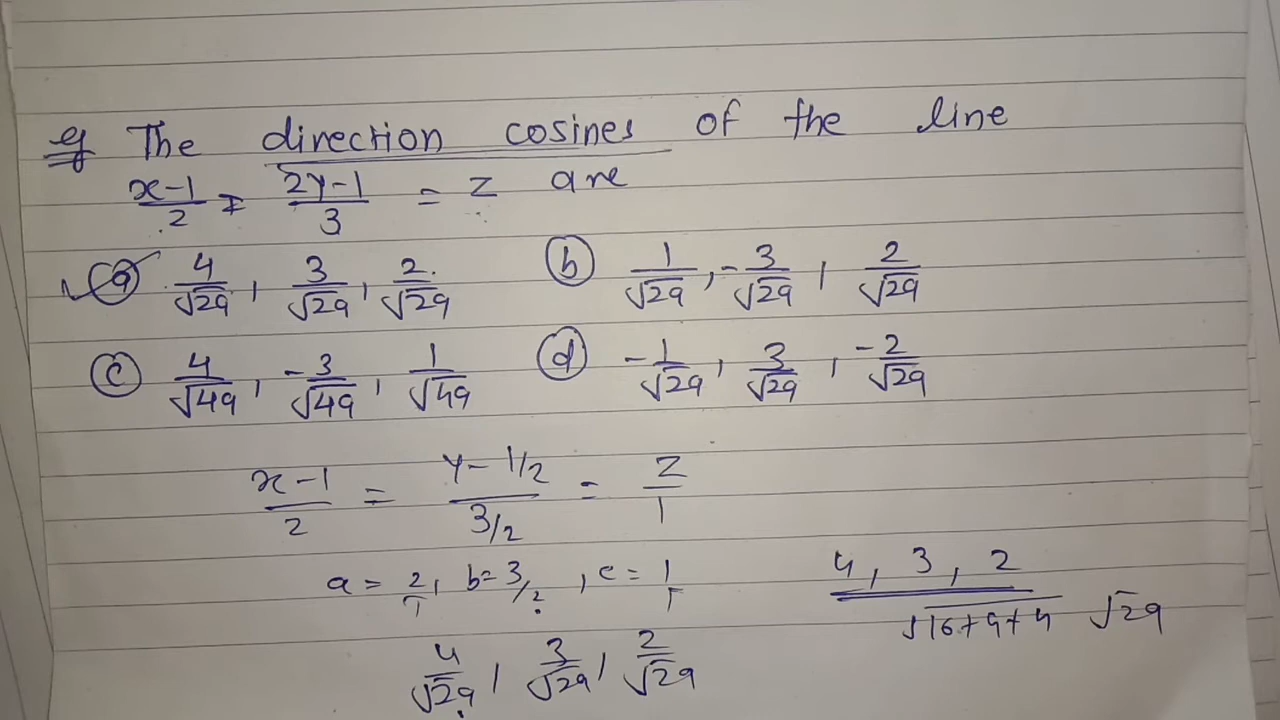 eg The direction cosines of the line
(x-1)/2 = (2y-1)/3 = z are
(a) 4/√29, 3/√29, 2/√29 (b) 1/√29, -3/√29, 2/√29
(c) 4/√49, -3/√49, 1/√49 (d) -1/√29, 3/√29, -2/√29
(x-1)/2 = (y-1/2)/(3/2) = z/1
a = 2/1, b = 3/2, c = 1/1 4, 3, 2
√16+9+4 √29
4/√29, 3/√29, 2/√29